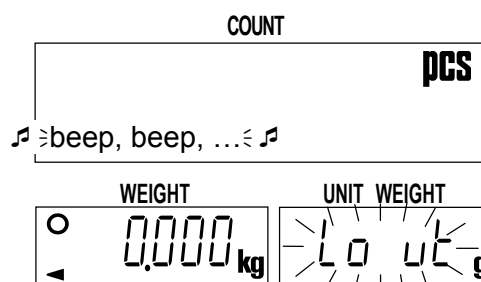 COUNT
pcs
♫ beep, beep, … ♫
WEIGHT
UNIT WEIGHT
0.000 kg
Lo ut g